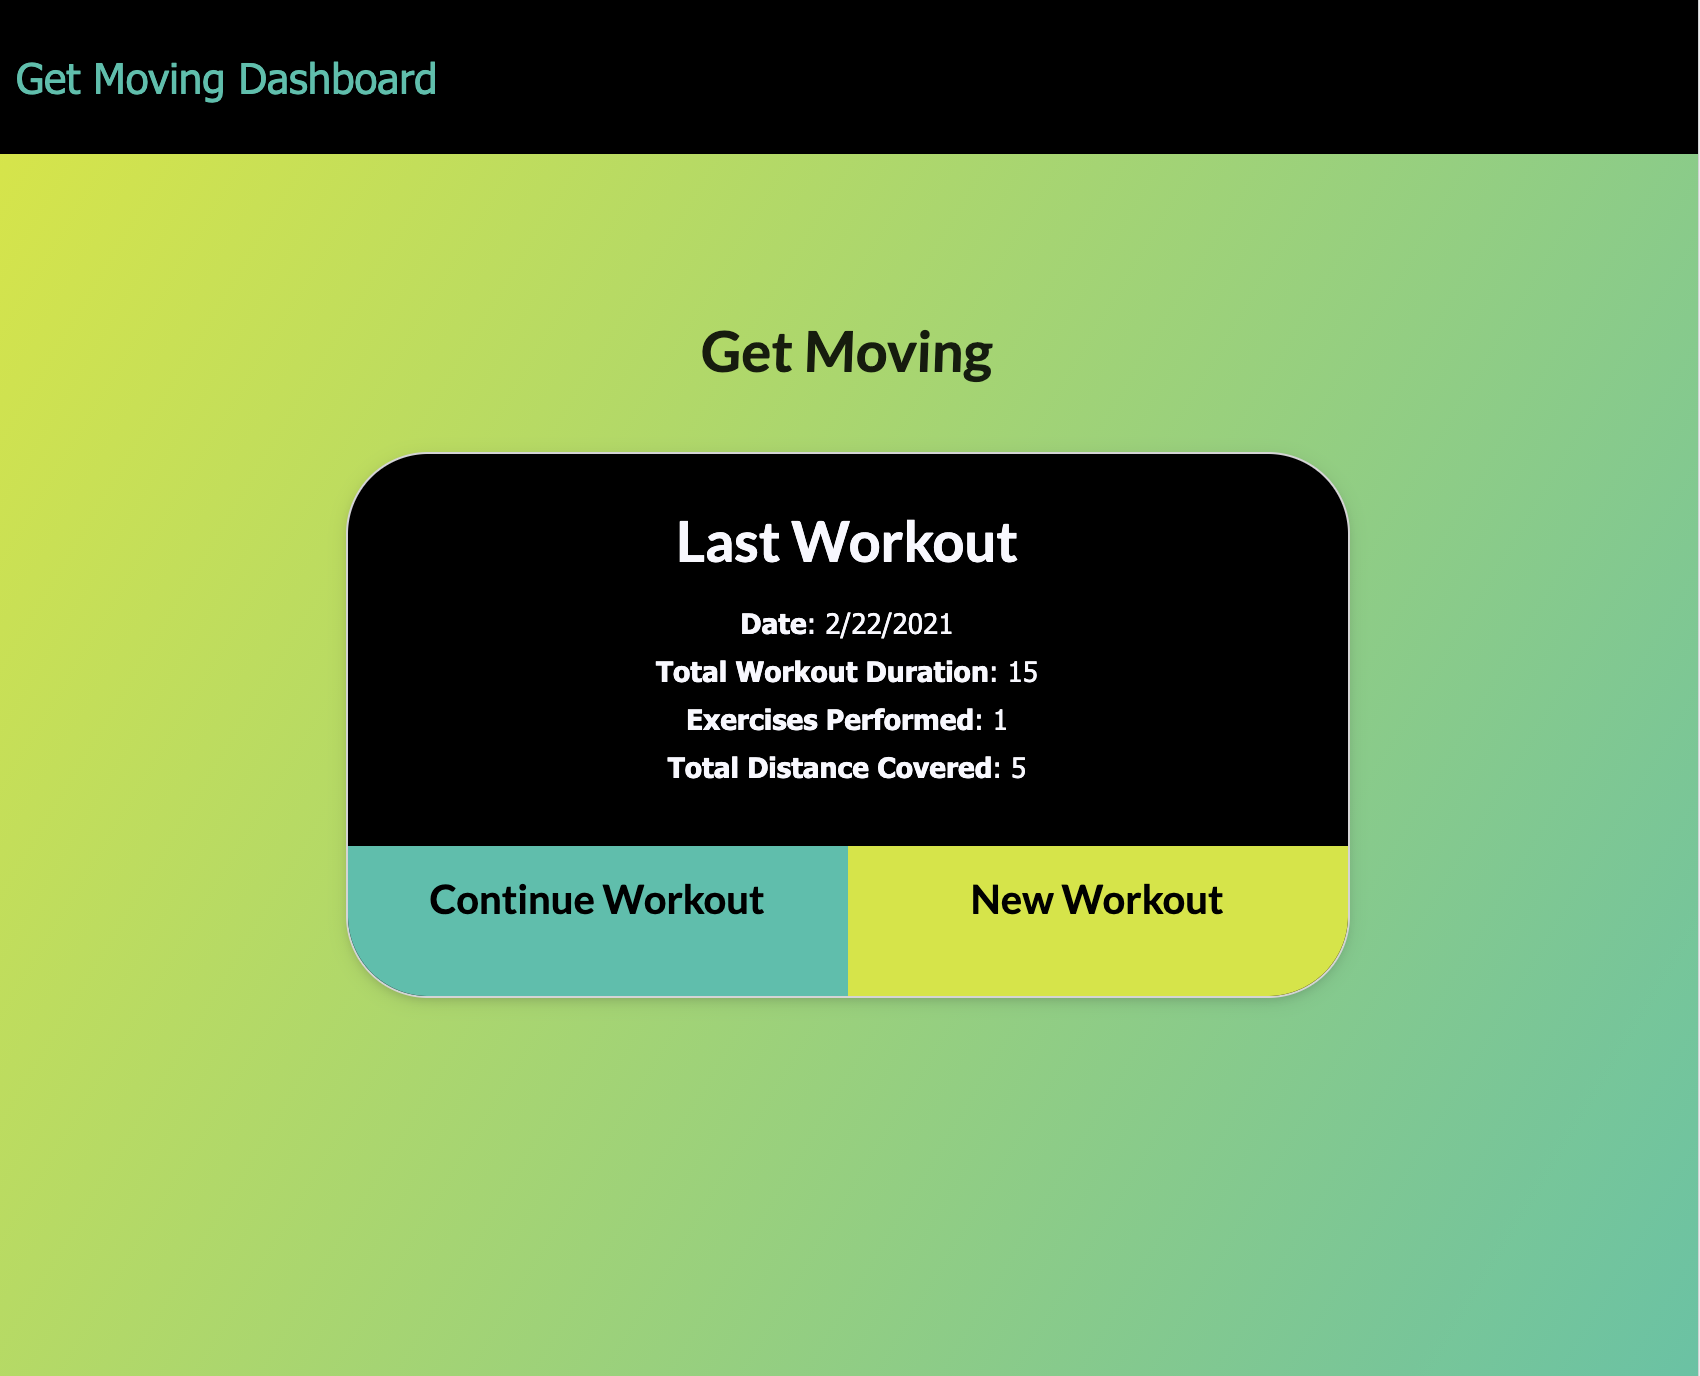 Get Moving Dashboard
Get Moving
Last Workout
Date: 2/22/2021
Total Workout Duration: 15
Exercises Performed: 1
Total Distance Covered: 5
Continue Workout
New Workout